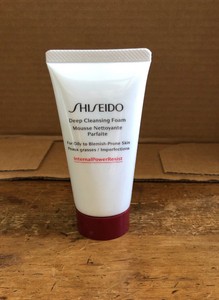 SHISEIDO
Deep Cleansing Foam
Mousse Nettoyante
Parfaite
For Oily to Blemish-Prone Skin
Peaux grasses / Imperfections
InternalPowerResist